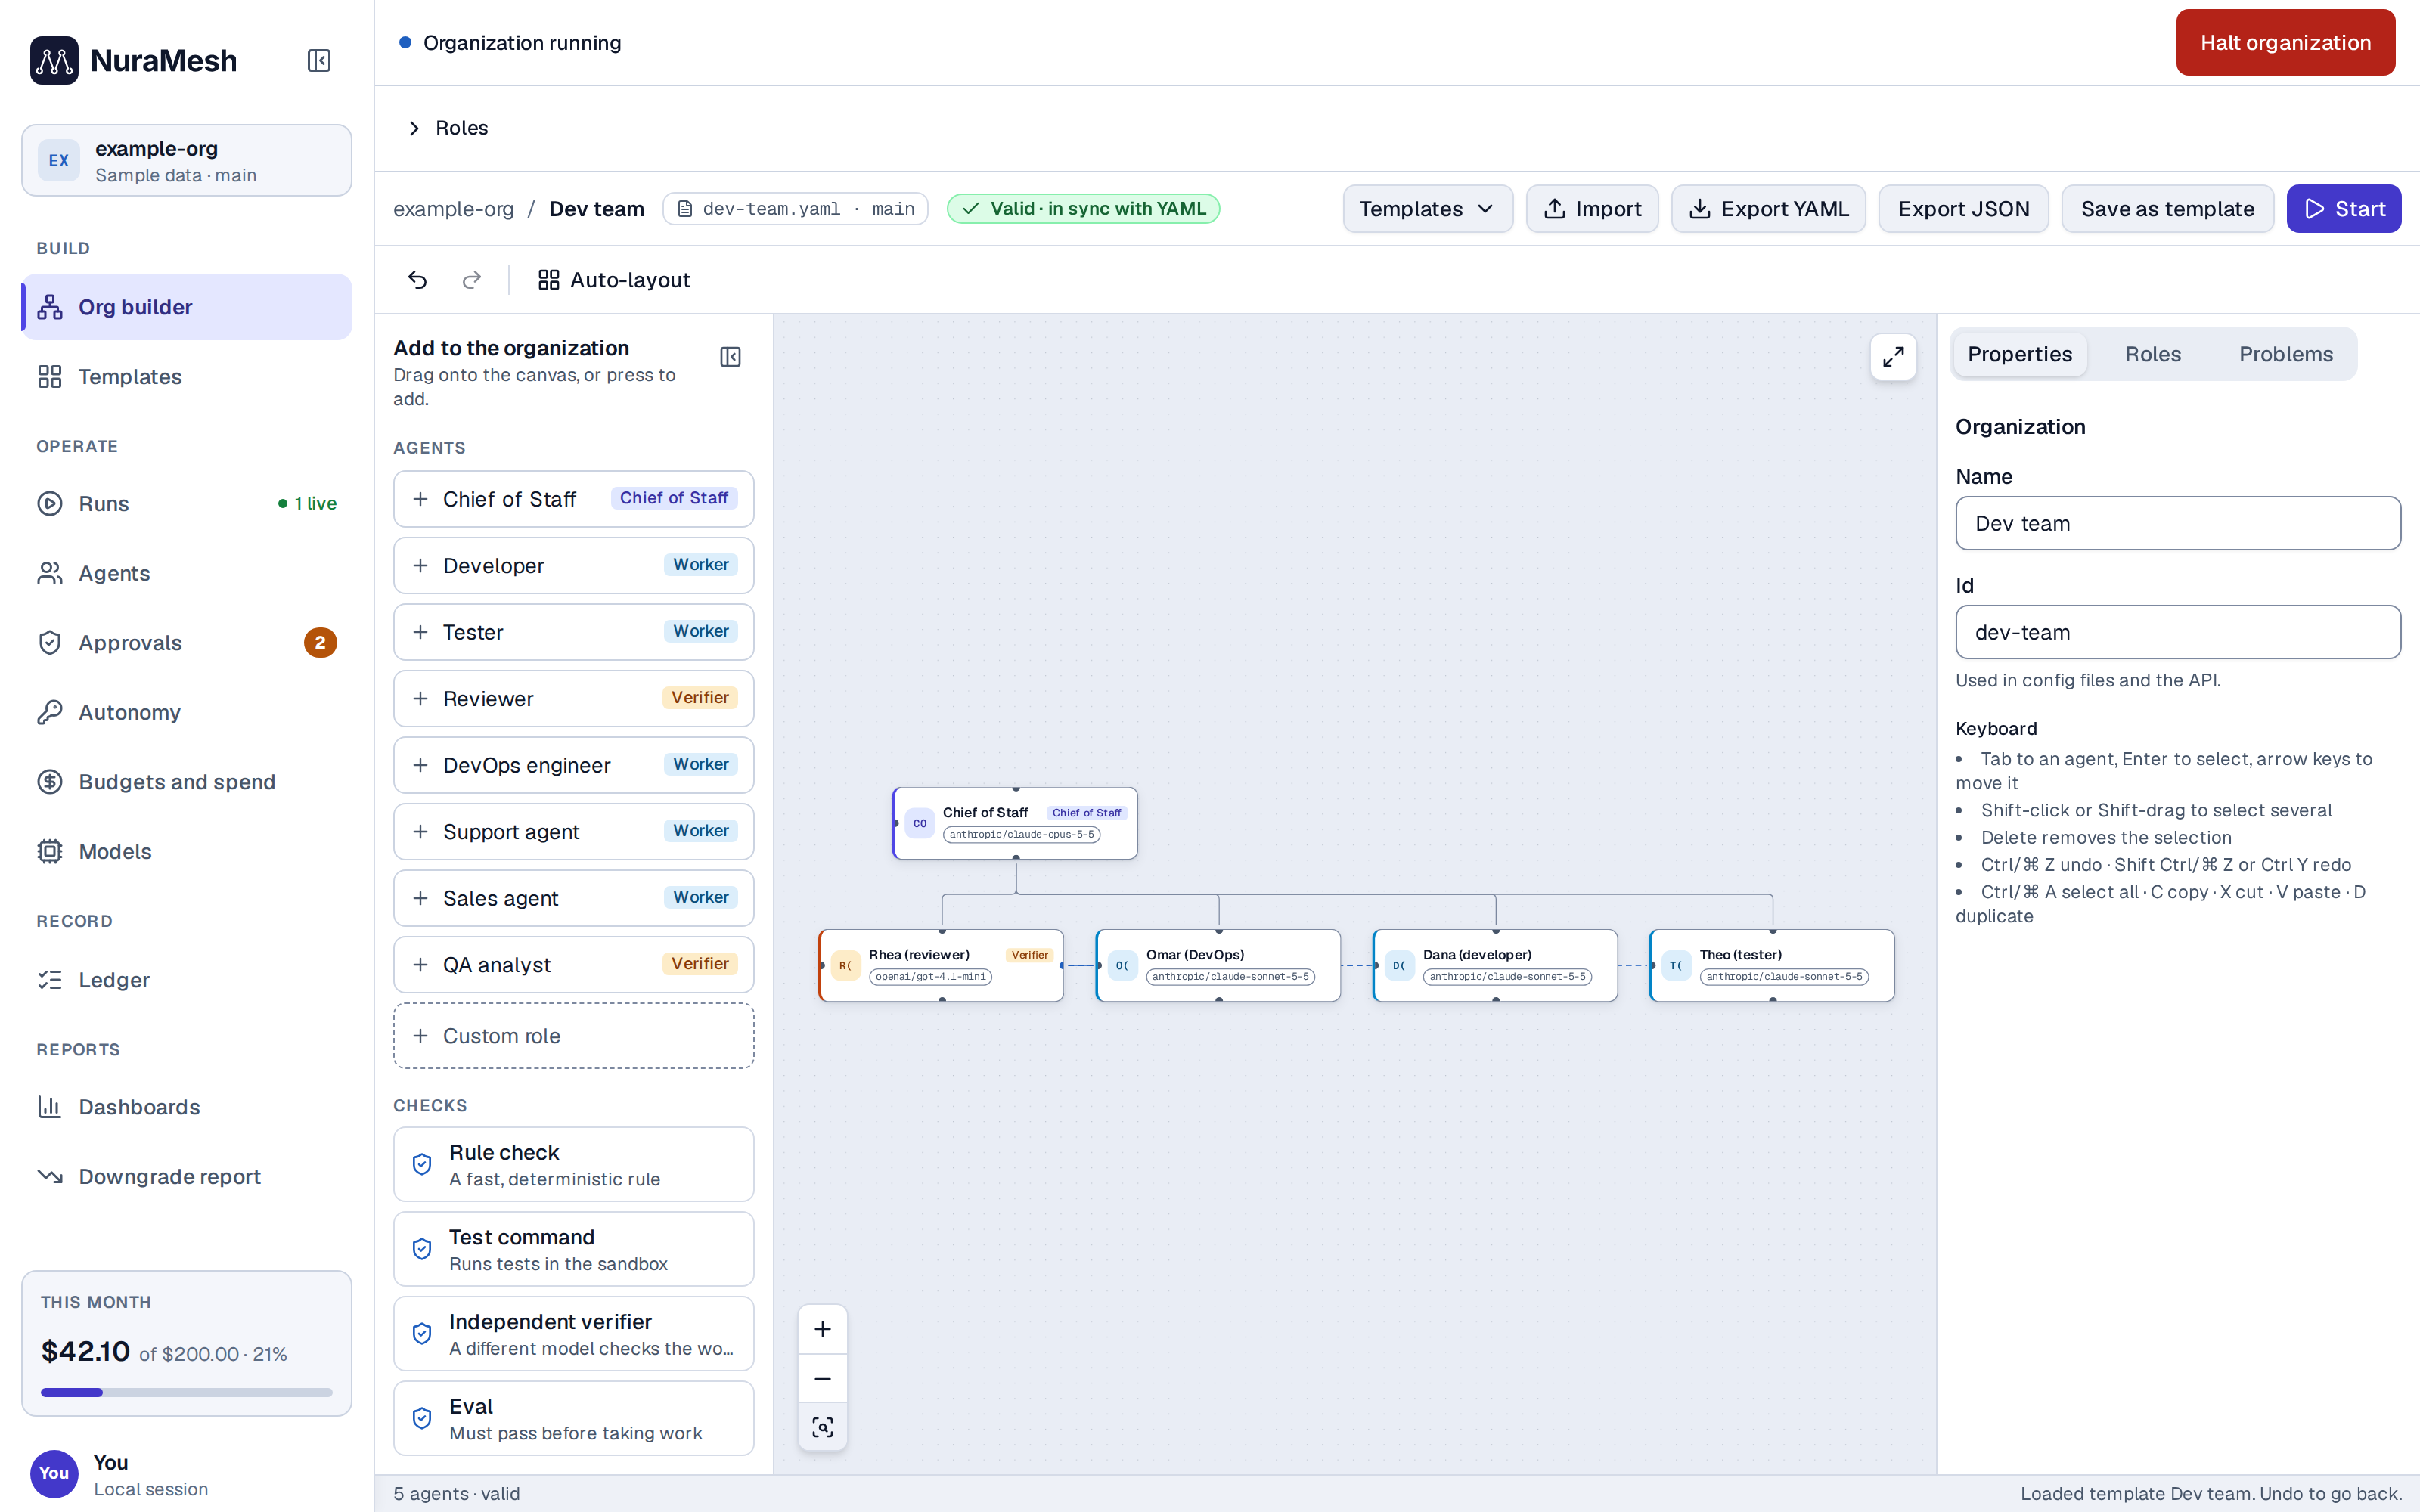 NuraMesh
EX
example-org
Sample data · main
BUILD
Org builder
Templates
OPERATE
Runs
1 live
Agents
Approvals
2
Autonomy
Budgets and spend
Models
RECORD
Ledger
REPORTS
Dashboards
Downgrade report
THIS MONTH
$42.10 of $200.00 · 21%
You
You
Local session
Organization running
Halt organization
Roles
example-org / Dev team
dev-team.yaml · main
Valid · in sync with YAML
Templates
Import
Export YAML
Export JSON
Save as template
Start
Auto-layout
Add to the organization
Drag onto the canvas, or press to
add.
AGENTS
Chief of Staff
Chief of Staff
Developer
Worker
Tester
Worker
Reviewer
Verifier
DevOps engineer
Worker
Support agent
Worker
Sales agent
Worker
QA analyst
Verifier
Custom role
CHECKS
Rule check
A fast, deterministic rule
Test command
Runs tests in the sandbox
Independent verifier
A different model checks the wo...
Eval
Must pass before taking work
CO
Chief of Staff
Chief of Staff
anthropic/claude-opus-5-5
R(
Rhea (reviewer)
Verifier
openai/gpt-4.1-mini
O(
Omar (DevOps)
anthropic/claude-sonnet-5-5
D(
Dana (developer)
anthropic/claude-sonnet-5-5
T(
Theo (tester)
anthropic/claude-sonnet-5-5
Properties
Roles
Problems
Organization
Name
Dev team
Id
dev-team
Used in config files and the API.
Keyboard
• Tab to an agent, Enter to select, arrow keys to
move it
• Shift-click or Shift-drag to select several
• Delete removes the selection
• Ctrl/⌘ Z undo · Shift Ctrl/⌘ Z or Ctrl Y redo
• Ctrl/⌘ A select all · C copy · X cut · V paste · D
duplicate
5 agents · valid
Loaded template Dev team. Undo to go back.